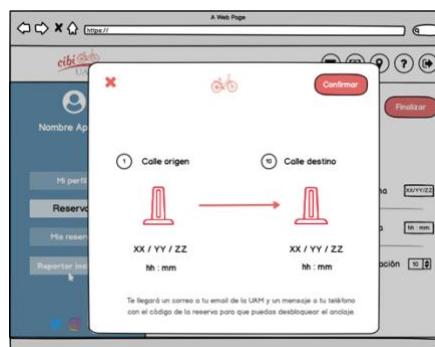 A Web Page
https://
cibi
UAM
Confirmar
Finalizar
Nombre Ap
Mi perfil
Reserva
Mis reser
Reportar inc
1 Calle origen
10 Calle destino
XX / YY / ZZ
hh : mm
XX / YY / ZZ
hh : mm
na XX/YY/ZZ
hh : mm
ación 10
Te llegará un correo a tu email de la UAM y un mensaje a tu teléfono
con el código de la reserva para que puedas desbloquear el anclaje